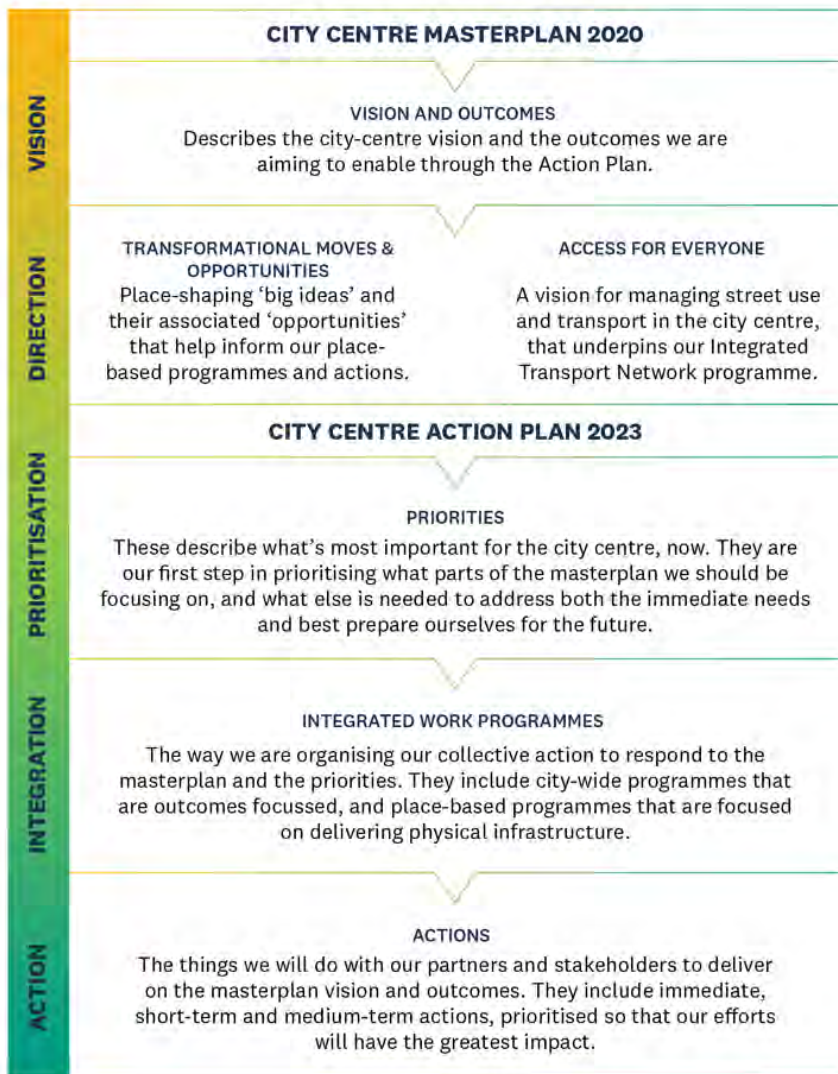 CITY CENTRE MASTERPLAN 2020
VISION
VISION AND OUTCOMES
Describes the city-centre vision and the outcomes we are
aiming to enable through the Action Plan.
DIRECTION
TRANSFORMATIONAL MOVES &
OPPORTUNITIES
Place-shaping ‘big ideas’ and
their associated ‘opportunities’
that help inform our place-
based programmes and actions.
ACCESS FOR EVERYONE
A vision for managing street use
and transport in the city centre,
that underpins our Integrated
Transport Network programme.
CITY CENTRE ACTION PLAN 2023
PRIORITISATION
PRIORITIES
These describe what’s most important for the city centre, now. They are
our first step in prioritising what parts of the masterplan we should be
focusing on, and what else is needed to address both the immediate needs
and best prepare ourselves for the future.
INTEGRATION
INTEGRATED WORK PROGRAMMES
The way we are organising our collective action to respond to the
masterplan and the priorities. They include city-wide programmes that
are outcomes focussed, and place-based programmes that are focused
on delivering physical infrastructure.
ACTION
ACTIONS
The things we will do with our partners and stakeholders to deliver
on the masterplan vision and outcomes. They include immediate,
short-term and medium-term actions, prioritised so that our efforts
will have the greatest impact.